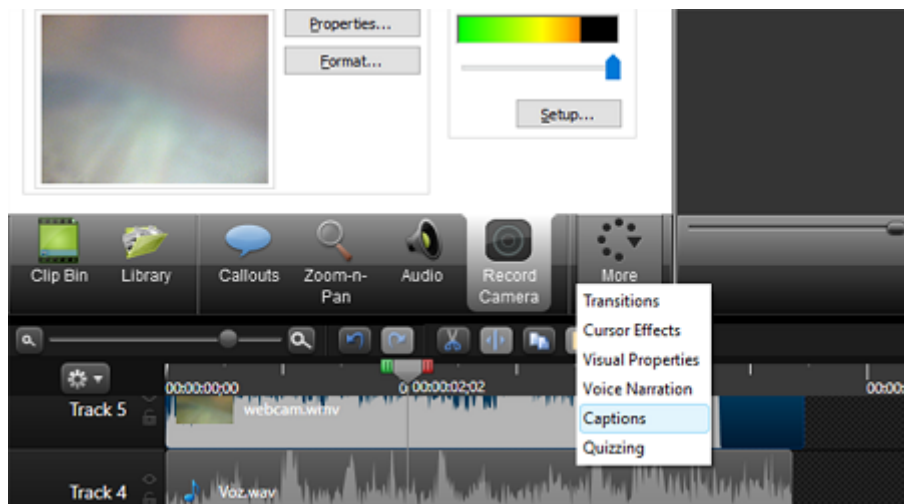 Properties...
Format...
Setup...
Clip Bin
Library
Callouts
Zoom-n-
Pan
Audio
Record
Camera
More
Transitions
Cursor Effects
Visual Properties
Voice Narration
Captions
Quizzing
00:00:00;00
00:00:02;02
00:00
Track 5
webcam.wmv
Track 4
Voz.wav